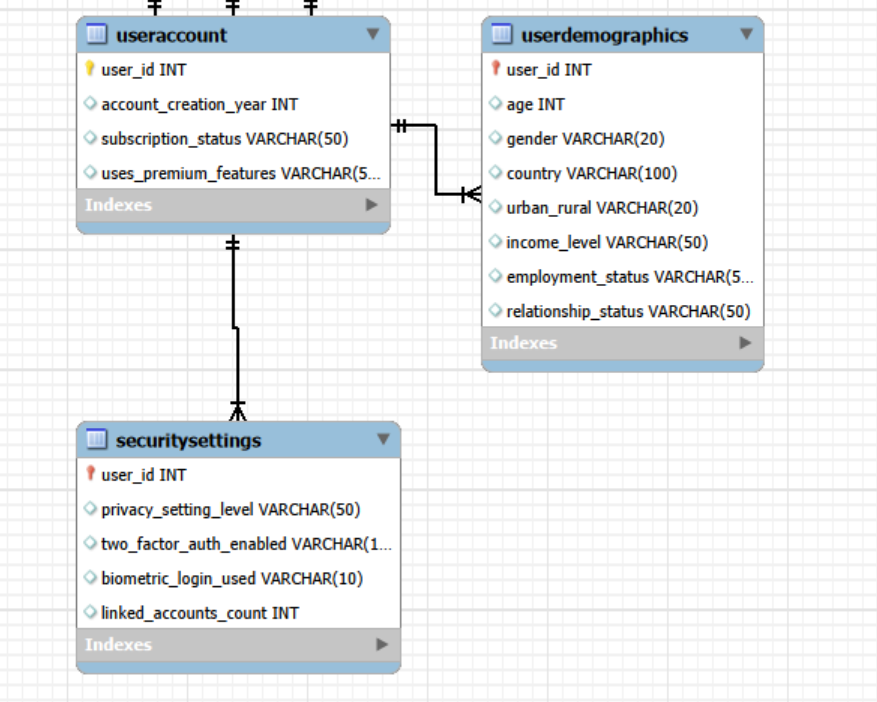 useraccount
user_id INT
account_creation_year INT
subscription_status VARCHAR(50)
uses_premium_features VARCHAR(5...
Indexes
userdemographics
user_id INT
age INT
gender VARCHAR(20)
country VARCHAR(100)
urban_rural VARCHAR(20)
income_level VARCHAR(50)
employment_status VARCHAR(5...
relationship_status VARCHAR(50)
Indexes
securitysettings
user_id INT
privacy_setting_level VARCHAR(50)
two_factor_auth_enabled VARCHAR(1...
biometric_login_used VARCHAR(10)
linked_accounts_count INT
Indexes